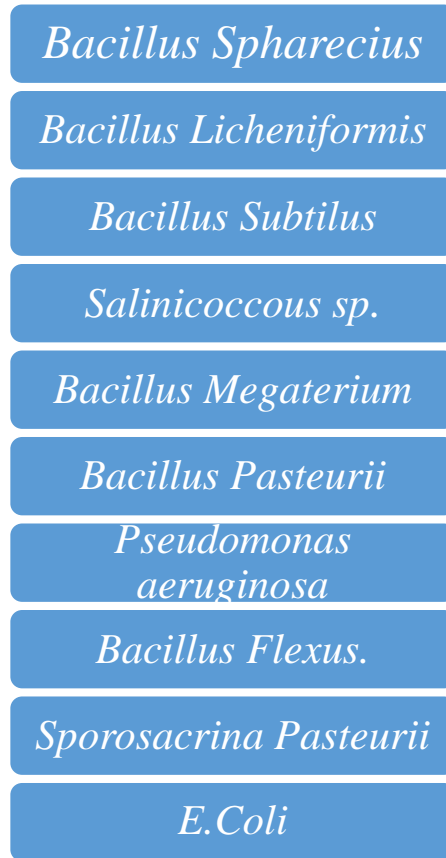 Bacillus Spharecius
Bacillus Licheniformis
Bacillus Subtilus
Salinicoccous sp.
Bacillus Megaterium
Bacillus Pasteurii
Pseudomonas
aeruginosa
Bacillus Flexus.
Sporosacrina Pasteurii
E.Coli